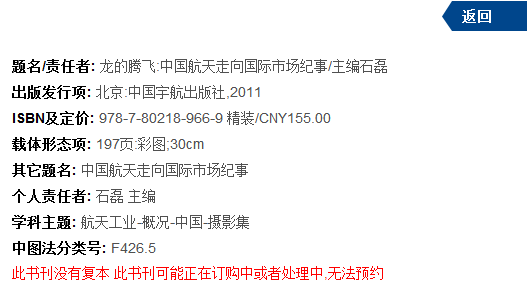 返回
题名/责任者: 龙的腾飞:中国航天走向国际市场纪事/主编石磊
出版发行项: 北京:中国宇航出版社,2011
ISBN及定价: 978-7-80218-966-9 精装/CNY155.00
载体形态项: 197页:彩图;30cm
其它题名: 中国航天走向国际市场纪事
个人责任者: 石磊 主编
学科主题: 航天工业-概况-中国-摄影集
中图法分类号: F426.5
此书刊没有复本 此书刊可能正在订购中或者处理中,无法预约